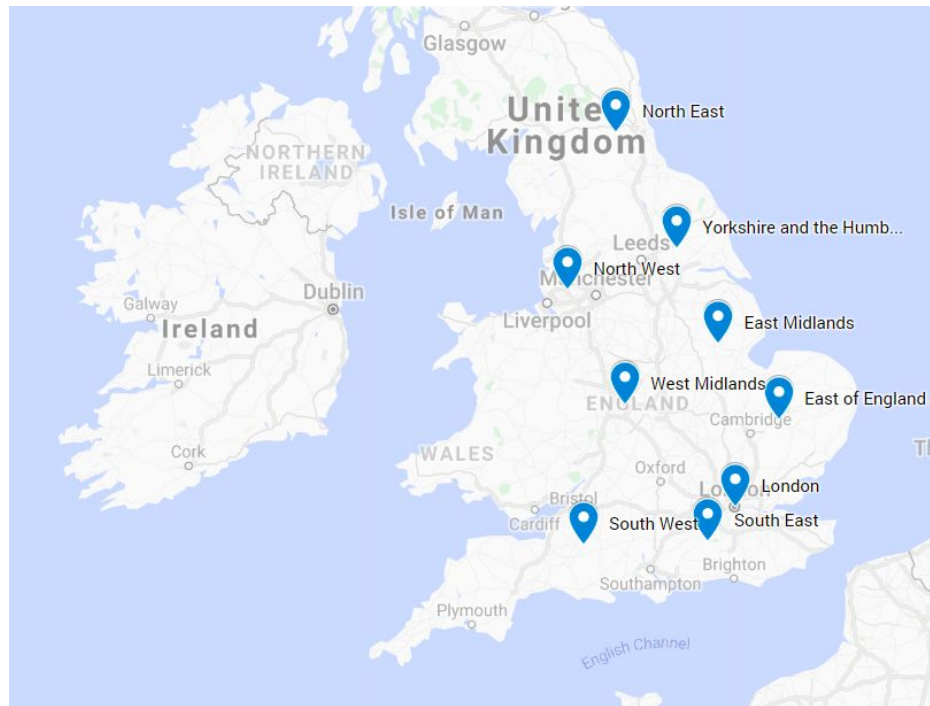 Glasgow
North East
United
Kingdom
NORTHERN
IRELAND
Isle of Man
Yorkshire and the Humb...
Leeds
North West
Manchester
Dublin
Galway
Liverpool
East Midlands
Ireland
Limerick
West Midlands
ENGLAND
East of England
Cambridge
Cork
WALES
Oxford
London
London
Bristol
Cardiff
South West
South East
Brighton
Southampton
Plymouth
English Channel